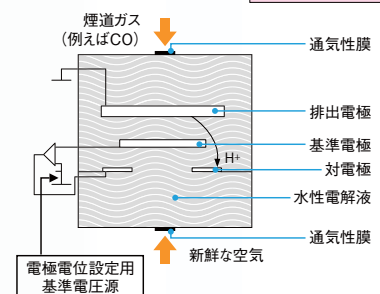 煙道ガス
(例えばCO)
通気性膜
排出電極
基準電極
H+
対電極
水性電解液
通気性膜
新鮮な空気
電極電位設定用
基準電圧源